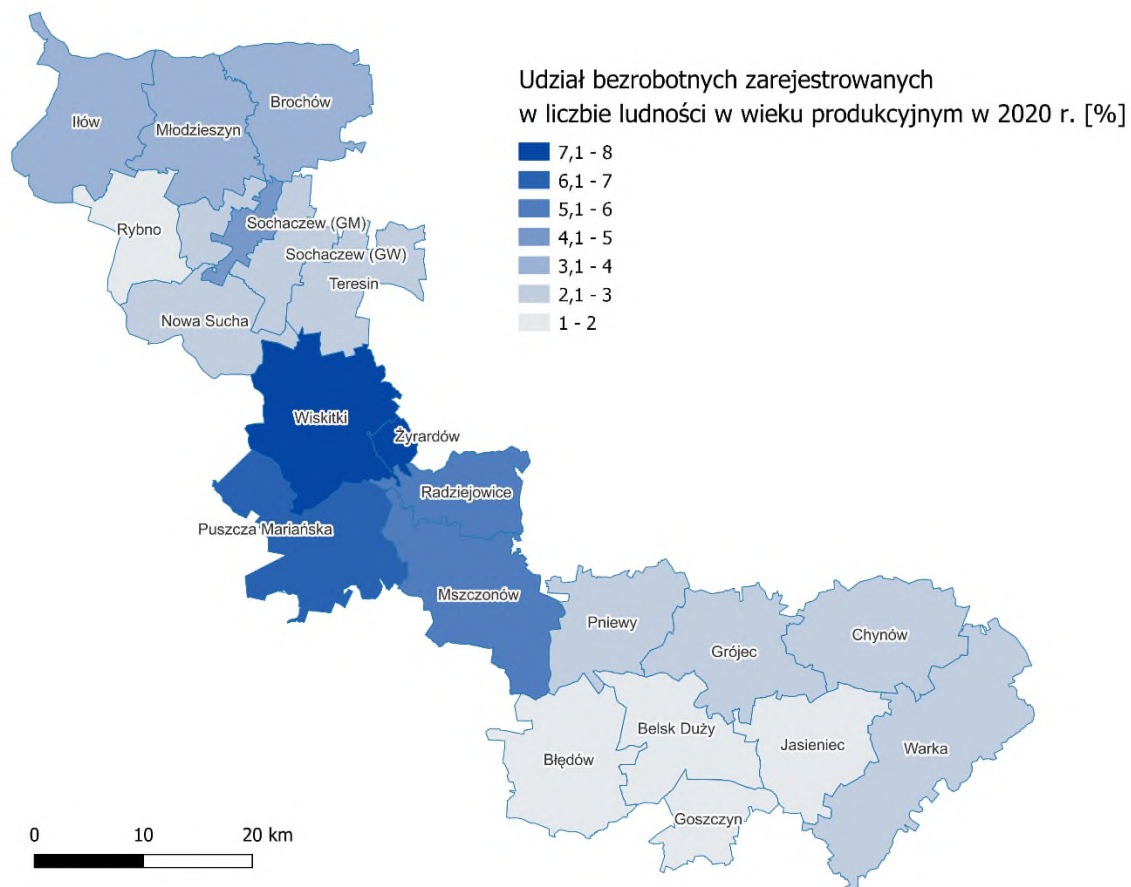 Udział bezrobotnych zarejestrowanych
w liczbie ludności w wieku produkcyjnym w 2020 r. [%]
7,1 - 8
6,1 - 7
5,1 - 6
4,1 - 5
3,1 - 4
2,1 - 3
1 - 2
Iłów
Młodzieszyn
Brochów
Rybno
Sochaczew (GM)
Sochaczew (GW)
Teresin
Nowa Sucha
Wiskitki
Żyrardów
Radziejowice
Puszcza Mariańska
Mszczonów
Pniewy
Grójec
Chynów
Błędów
Belsk Duży
Jasieniec
Warka
Goszczyn
0 10 20 km